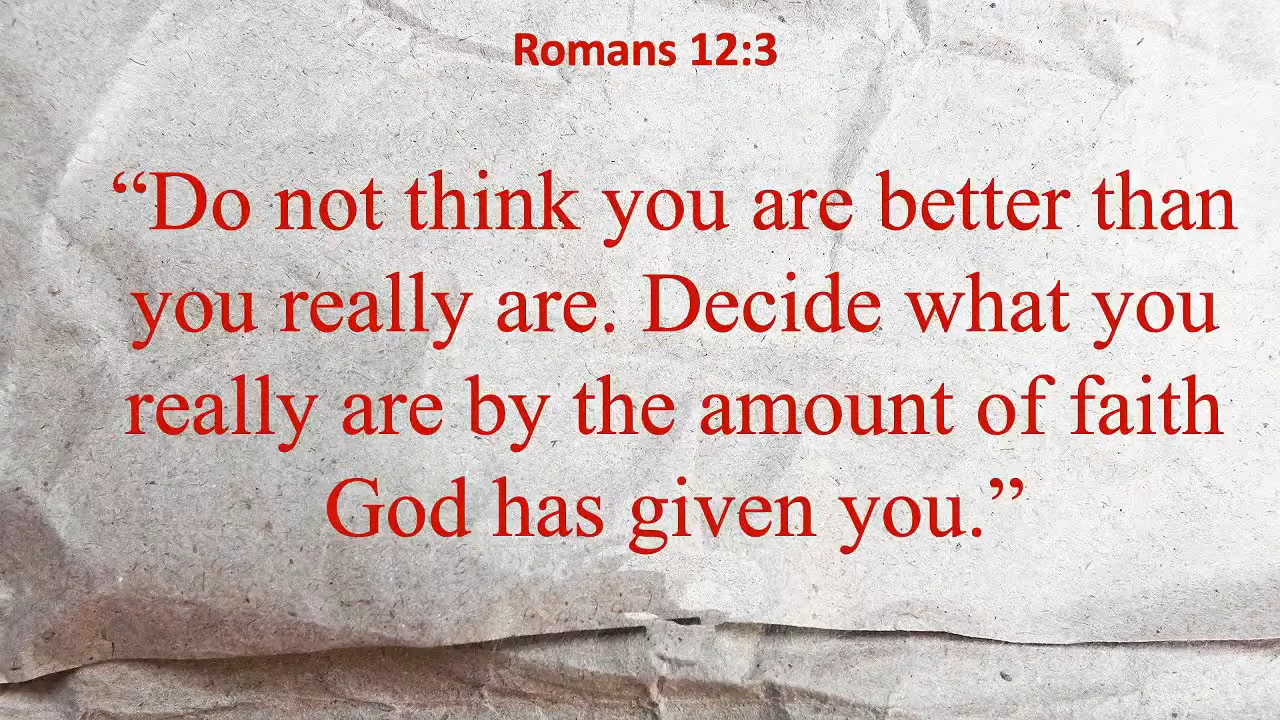 Romans 12:3
“Do not think you are better than
you really are. Decide what you
really are by the amount of faith
God has given you.”